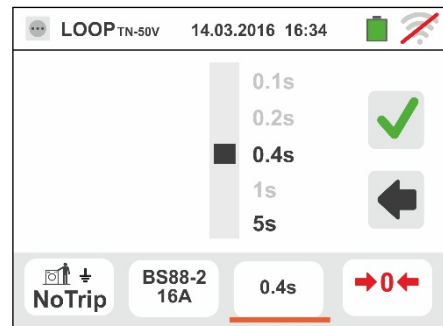 LOOP TN-50V 14.03.2016 16:34
0.1s
0.2s
0.4s
1s
5s
NoTrip
BS88-2
16A
0.4s
→0←